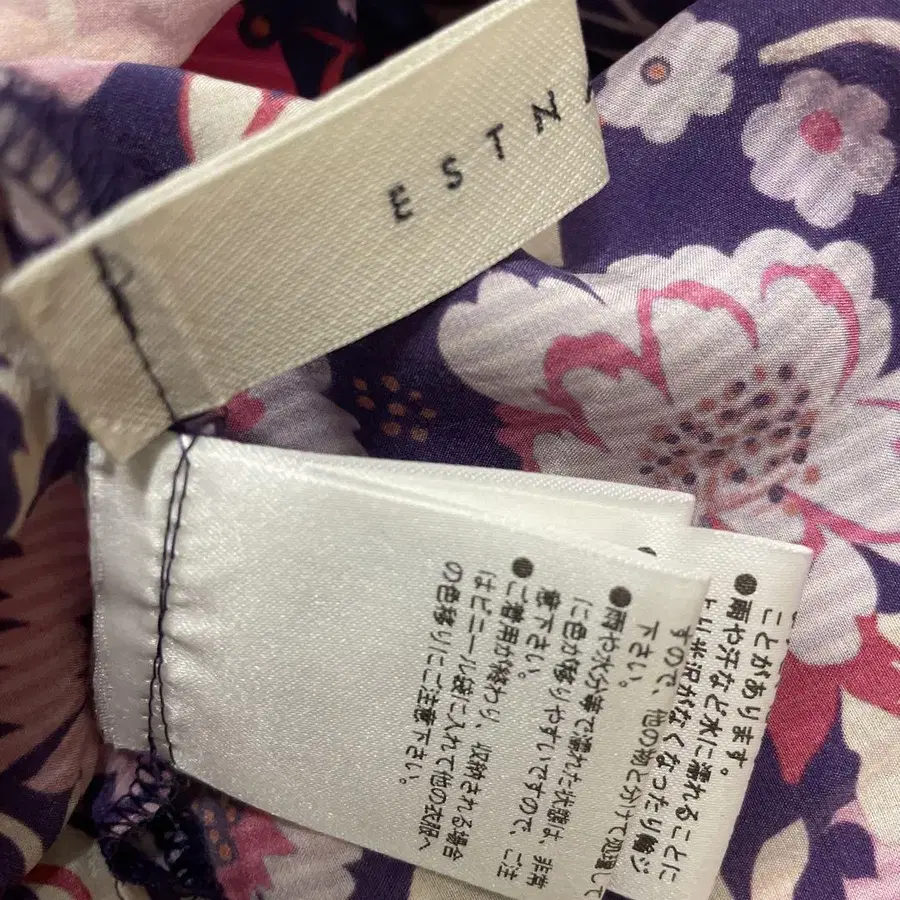 ESTN
ことがあります。
●雨や汗など水に濡れることに
より光沢がなくなったり輪ジ
すので、他の物と分けて処理して
下さい。
●雨や水分等で濡れた状態は、非常
に色が移りやすいですので、ご注
意下さい。
●ご着用が終わり、収納される場合
はビニール袋に入れて他の衣服へ
の色移りにご注意下さい。